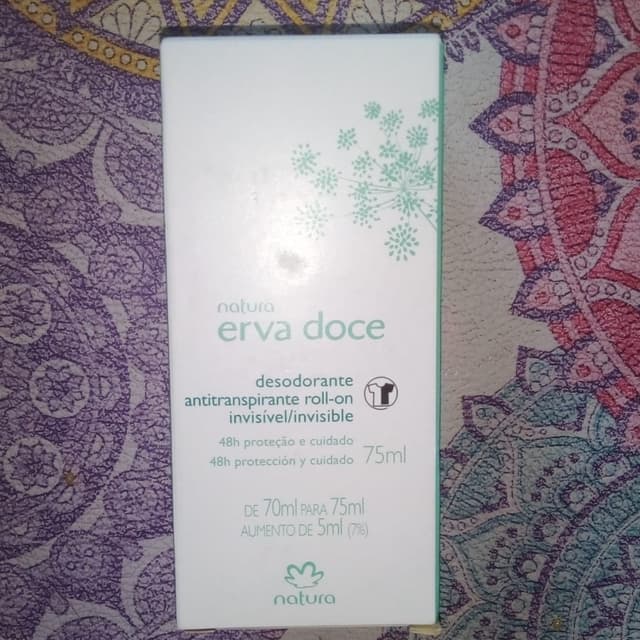 natura
erva doce
desodorante
antitranspirante roll-on
invisível/invisible
48h proteção e cuidado
48h protección y cuidado 75ml
DE 70ml PARA 75ml
AUMENTO DE 5ml (7%)
natura